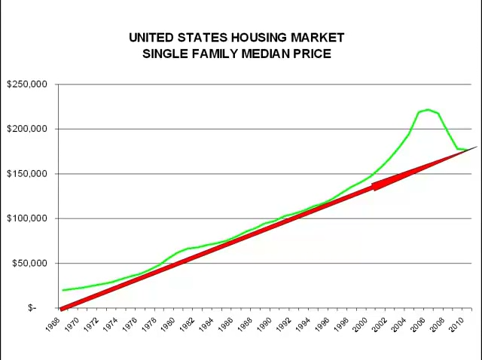 UNITED STATES HOUSING MARKET
SINGLE FAMILY MEDIAN PRICE
$250,000
$200,000
$150,000
$100,000
$50,000
$-
1968 1970 1972 1974 1976 1978 1980 1982 1984 1986 1988 1990 1992 1994 1996 1998 2000 2002 2004 2006 2008 2010